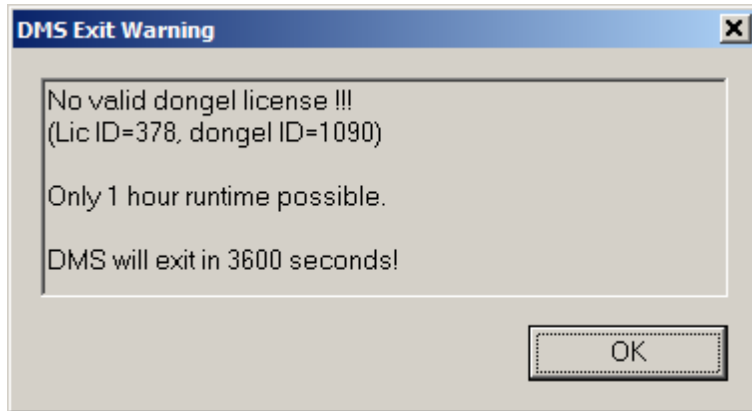 DMS Exit Warning
No valid dongel license !!!
(Lic ID=378, dongel ID=1090)
Only 1 hour runtime possible.
DMS will exit in 3600 seconds!
OK